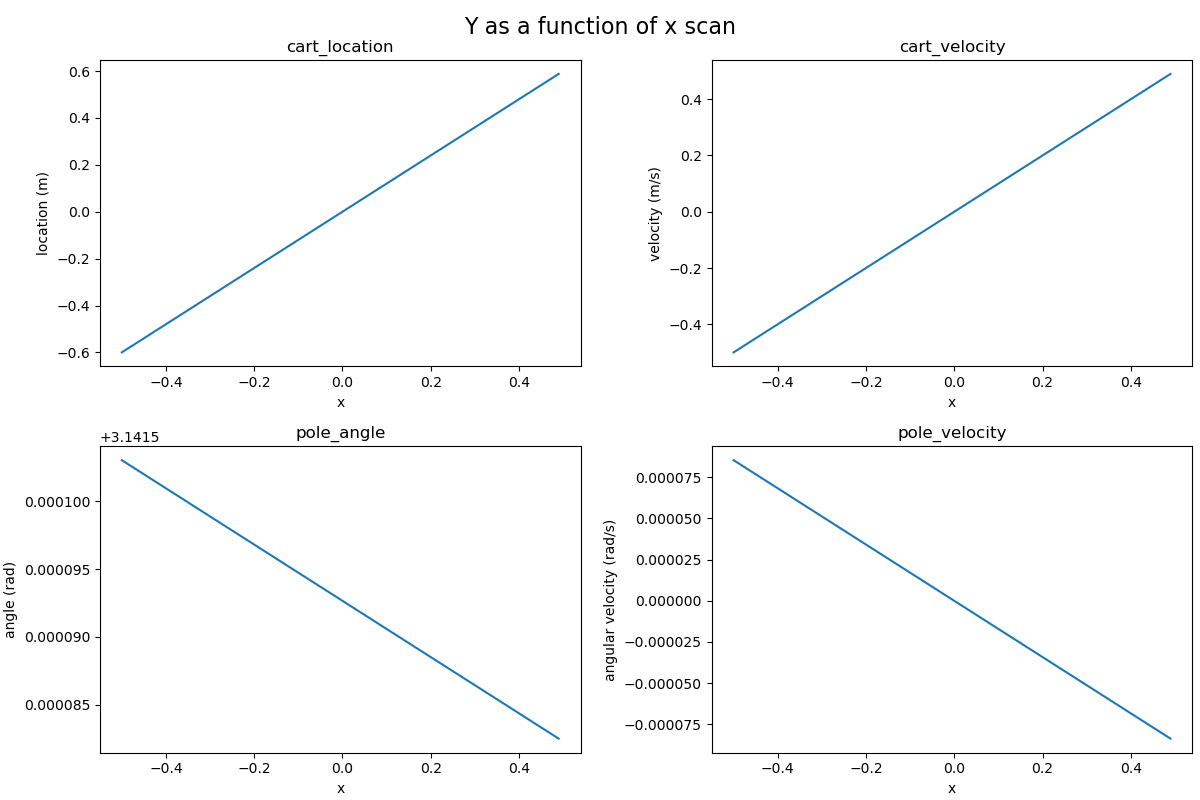 Y as a function of x scan
cart_location
location (m)
0.6
0.4
0.2
0.0
−0.2
−0.4
−0.6
−0.4 −0.2 0.0 0.2 0.4
x
cart_velocity
velocity (m/s)
0.4
0.2
0.0
−0.2
−0.4
−0.4 −0.2 0.0 0.2 0.4
x
pole_angle
+3.1415
angle (rad)
0.000100
0.000095
0.000090
0.000085
−0.4 −0.2 0.0 0.2 0.4
x
pole_velocity
angular velocity (rad/s)
0.000075
0.000050
0.000025
0.000000
−0.000025
−0.000050
−0.000075
−0.4 −0.2 0.0 0.2 0.4
x